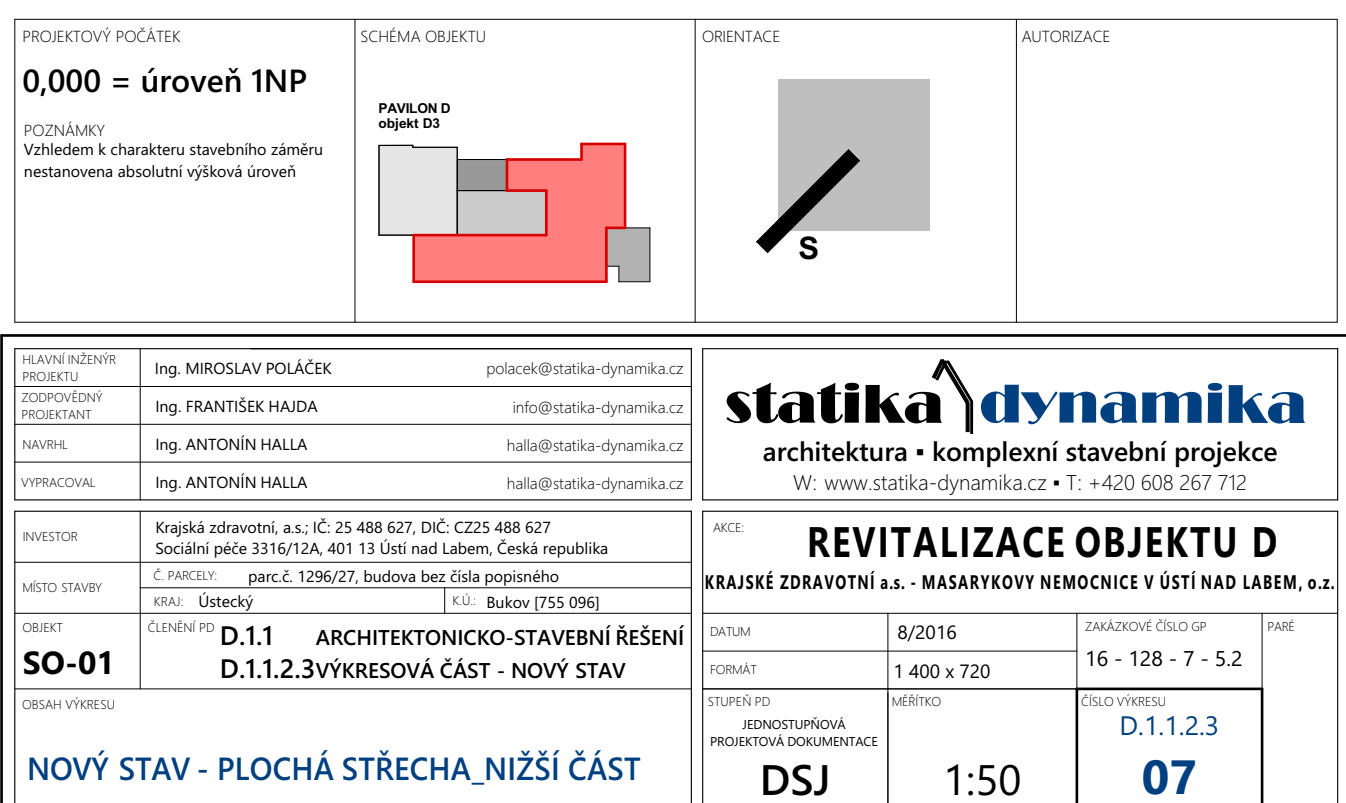 PROJEKTOVÝ POČÁTEK
0,000 = úroveň 1NP
POZNÁMKY
Vzhledem k charakteru stavebního záměru
nestanovena absolutní výšková úroveň
SCHÉMA OBJEKTU
PAVILON D
objekt D3
ORIENTACE
S
AUTORIZACE
HLAVNÍ INŽENÝR
PROJEKTU
Ing. MIROSLAV POLÁČEK polacek@statika-dynamika.cz
ZODPOVĚDNÝ
PROJEKTANT
Ing. FRANTIŠEK HAJDA info@statika-dynamika.cz
NAVRHL Ing. ANTONÍN HALLA halla@statika-dynamika.cz
VYPRACOVAL Ing. ANTONÍN HALLA halla@statika-dynamika.cz
statika dynamika
architektura ▪ komplexní stavební projekce
W: www.statika-dynamika.cz ▪ T: +420 608 267 712
INVESTOR
Krajská zdravotní, a.s.; IČ: 25 488 627, DIČ: CZ25 488 627
Sociální péče 3316/12A, 401 13 Ústí nad Labem, Česká republika
MÍSTO STAVBY
Č. PARCELY: parc.č. 1296/27, budova bez čísla popisného
KRAJ: Ústecký K.Ú.: Bukov [755 096]
AKCE:
REVITALIZACE OBJEKTU D
KRAJSKÉ ZDRAVOTNÍ a.s. - MASARYKOVY NEMOCNICE V ÚSTÍ NAD LABEM, o.z.
OBJEKT
SO-01
ČLENĚNÍ PD
D.1.1 ARCHITEKTONICKO-STAVEBNÍ ŘEŠENÍ
D.1.1.2.3 VÝKRESOVÁ ČÁST - NOVÝ STAV
DATUM 8/2016
FORMÁT 1 400 x 720
ZAKÁZKOVÉ ČÍSLO GP
16 - 128 - 7 - 5.2
PARÉ
OBSAH VÝKRESU
NOVÝ STAV - PLOCHÁ STŘECHA_NIŽŠÍ ČÁST
STUPEŇ PD
JEDNOSTUPŇOVÁ
PROJEKTOVÁ DOKUMENTACE
DSJ
MĚŘÍTKO
1:50
ČÍSLO VÝKRESU
D.1.1.2.3
07